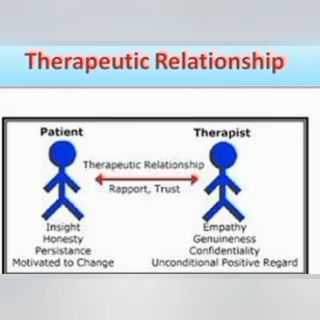 Therapeutic Relationship
Patient
Therapist
Therapeutic Relationship
Rapport, Trust
Insight
Honesty
Persistance
Motivated to Change
Empathy
Genuineness
Confidentiality
Unconditional Positive Regard